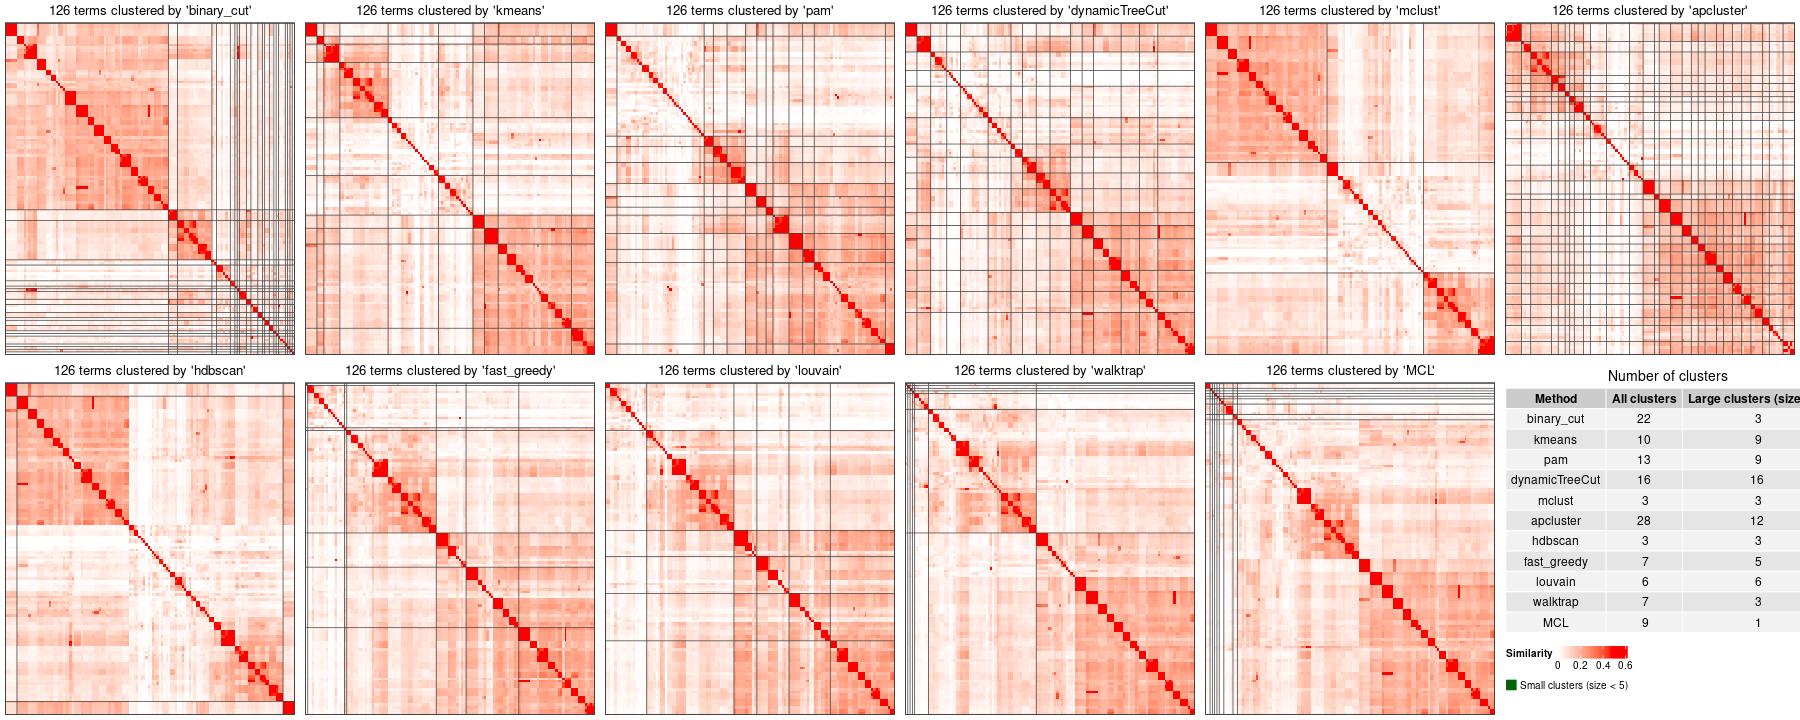 126 terms clustered by 'binary_cut'
126 terms clustered by 'kmeans'
126 terms clustered by 'pam'
126 terms clustered by 'dynamicTreeCut'
126 terms clustered by 'mclust'
126 terms clustered by 'apcluster'
126 terms clustered by 'hdbscan'
126 terms clustered by 'fast_greedy'
126 terms clustered by 'louvain'
126 terms clustered by 'walktrap'
126 terms clustered by 'MCL'
Number of clusters
Method All clusters Large clusters (size
binary_cut 22 3
kmeans 10 9
pam 13 9
dynamicTreeCut 16 16
mclust 3 3
apcluster 28 12
hdbscan 3 3
fast_greedy 7 5
louvain 6 6
walktrap 7 3
MCL 9 1
Similarity
0 0.2 0.4 0.6
Small clusters (size < 5)